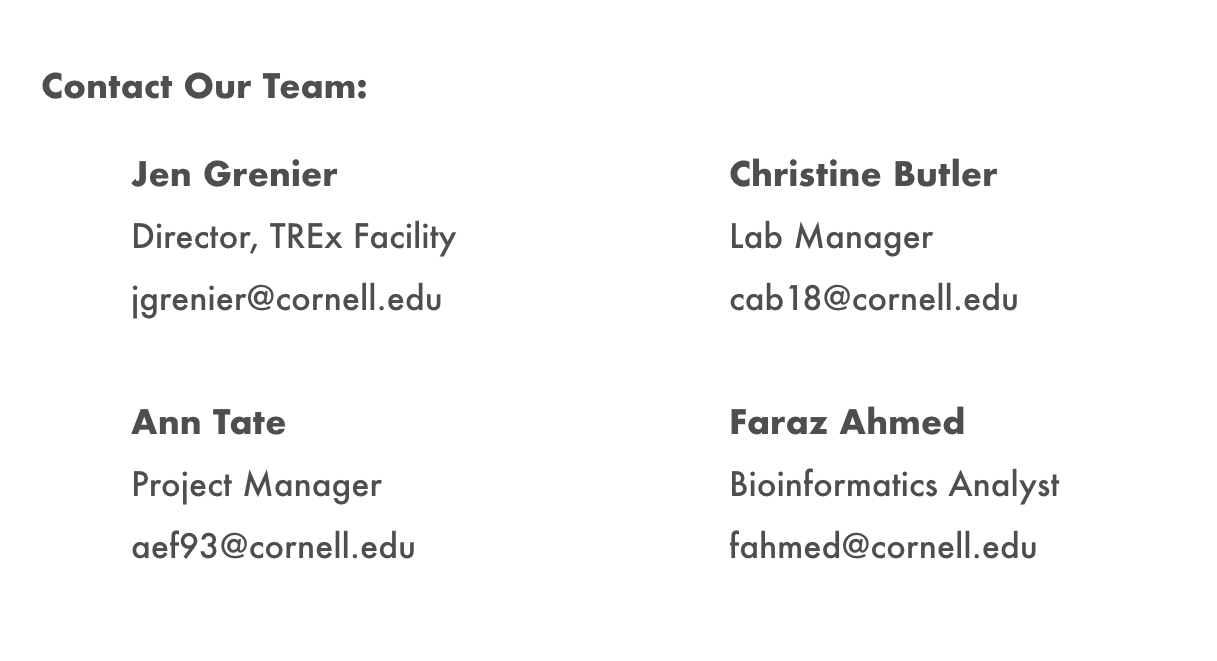 Contact Our Team:
Jen Grenier
Director, TREx Facility
jgrenier@cornell.edu
Christine Butler
Lab Manager
cab18@cornell.edu
Ann Tate
Project Manager
aef93@cornell.edu
Faraz Ahmed
Bioinformatics Analyst
fahmed@cornell.edu